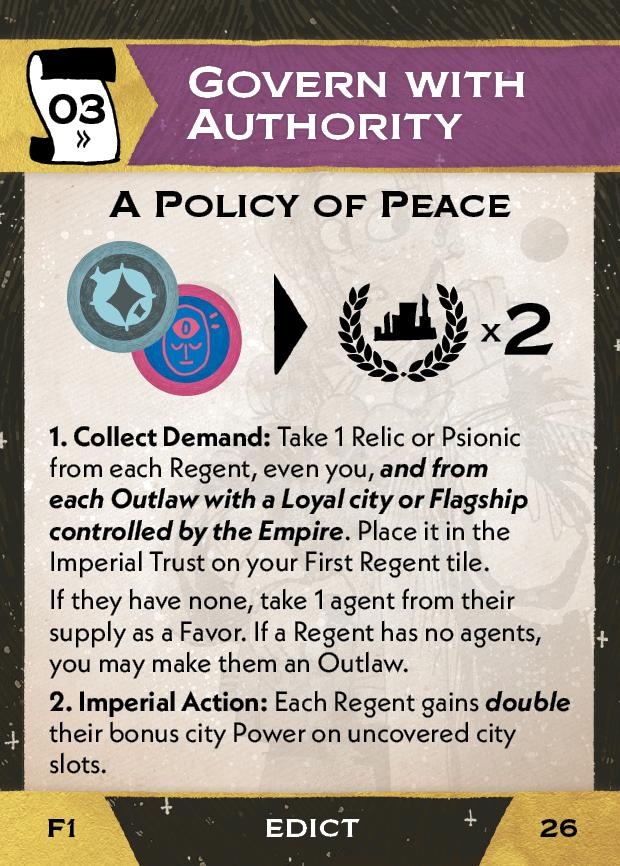 03
»
GOVERN WITH
AUTHORITY
A POLICY OF PEACE
x2
1. Collect Demand: Take 1 Relic or Psionic
from each Regent, even you, and from
each Outlaw with a Loyal city or Flagship
controlled by the Empire. Place it in the
Imperial Trust on your First Regent tile.
If they have none, take 1 agent from their
supply as a Favor. If a Regent has no agents,
you may make them an Outlaw.
2. Imperial Action: Each Regent gains double
their bonus city Power on uncovered city
slots.
F1
EDICT
26